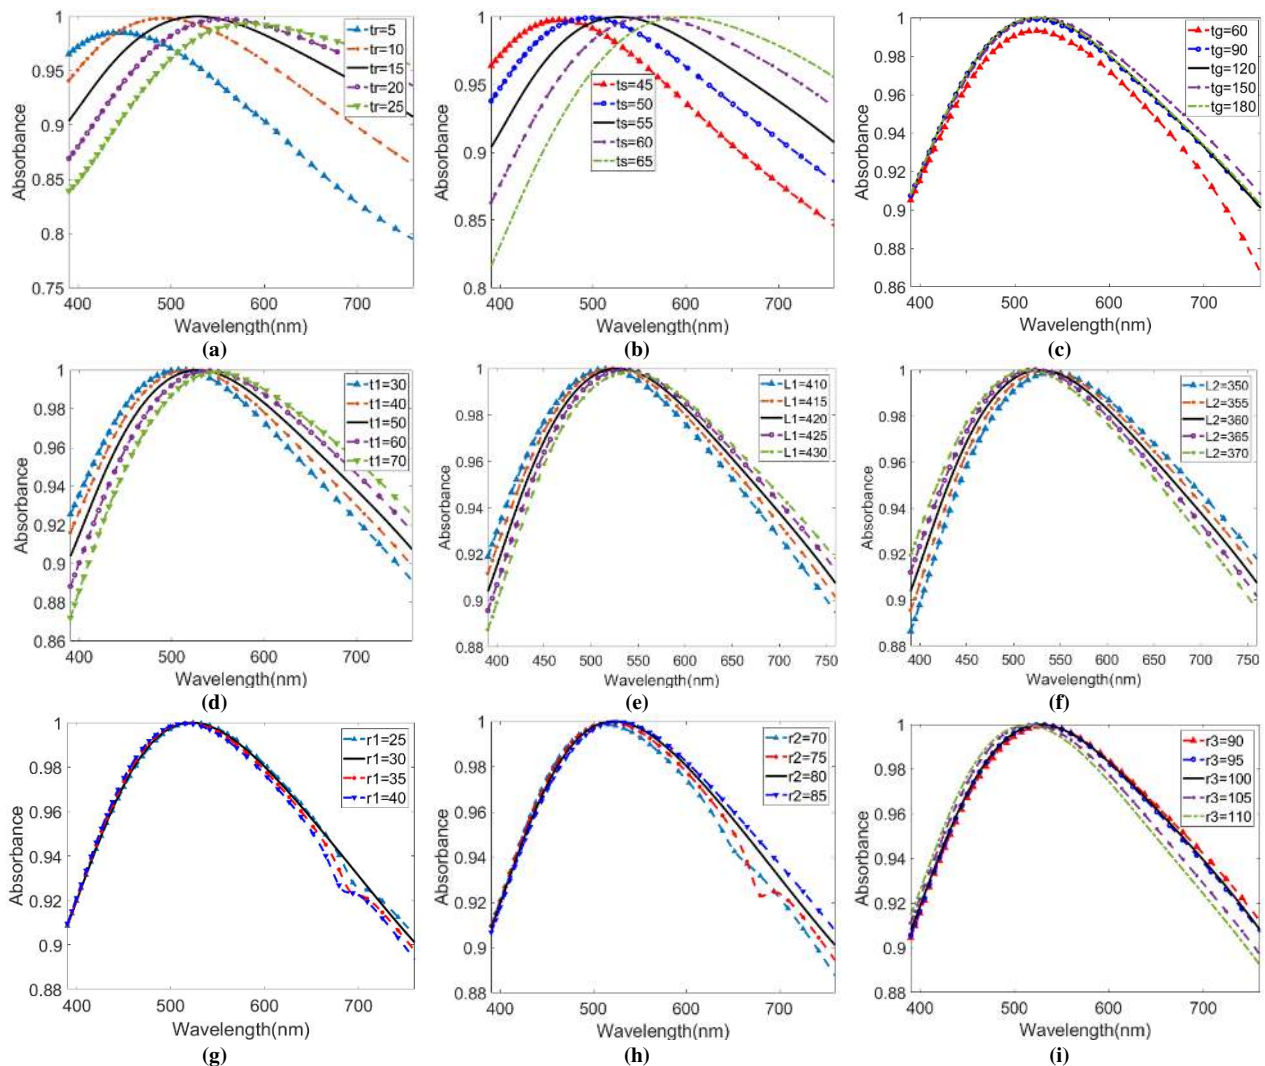 1
0.95
0.9
0.85
0.8
0.75
Absorbance
tr=5
tr=10
tr=15
tr=20
tr=25
400 500 600 700
Wavelength(nm)
(a)
1
0.95
0.9
0.85
0.8
Absorbance
ts=45
ts=50
ts=55
ts=60
ts=65
400 500 600 700
Wavelength(nm)
(b)
1
0.98
0.96
0.94
0.92
0.9
0.88
0.86
Absorbance
tg=60
tg=90
tg=120
tg=150
tg=180
400 500 600 700
Wavelength(nm)
(c)
1
0.98
0.96
0.94
0.92
0.9
0.88
0.86
Absorbance
t1=30
t1=40
t1=50
t1=60
t1=70
400 500 600 700
Wavelength(nm)
(d)
1
0.98
0.96
0.94
0.92
0.9
0.88
Absorbance
L1=410
L1=415
L1=420
L1=425
L1=430
400 450 500 550 600 650 700 750
Wavelength(nm)
(e)
1
0.98
0.96
0.94
0.92
0.9
0.88
Absorbance
L2=350
L2=355
L2=360
L2=365
L2=370
400 450 500 550 600 650 700 750
Wavelength(nm)
(f)
1
0.98
0.96
0.94
0.92
0.9
0.88
Absorbance
r1=25
r1=30
r1=35
r1=40
400 500 600 700
Wavelength(nm)
(g)
1
0.98
0.96
0.94
0.92
0.9
0.88
Absorbance
r2=70
r2=75
r2=80
r2=85
400 500 600 700
Wavelength(nm)
(h)
1
0.98
0.96
0.94
0.92
0.9
0.88
Absorbance
r3=90
r3=95
r3=100
r3=105
r3=110
400 500 600 700
Wavelength(nm)
(i)